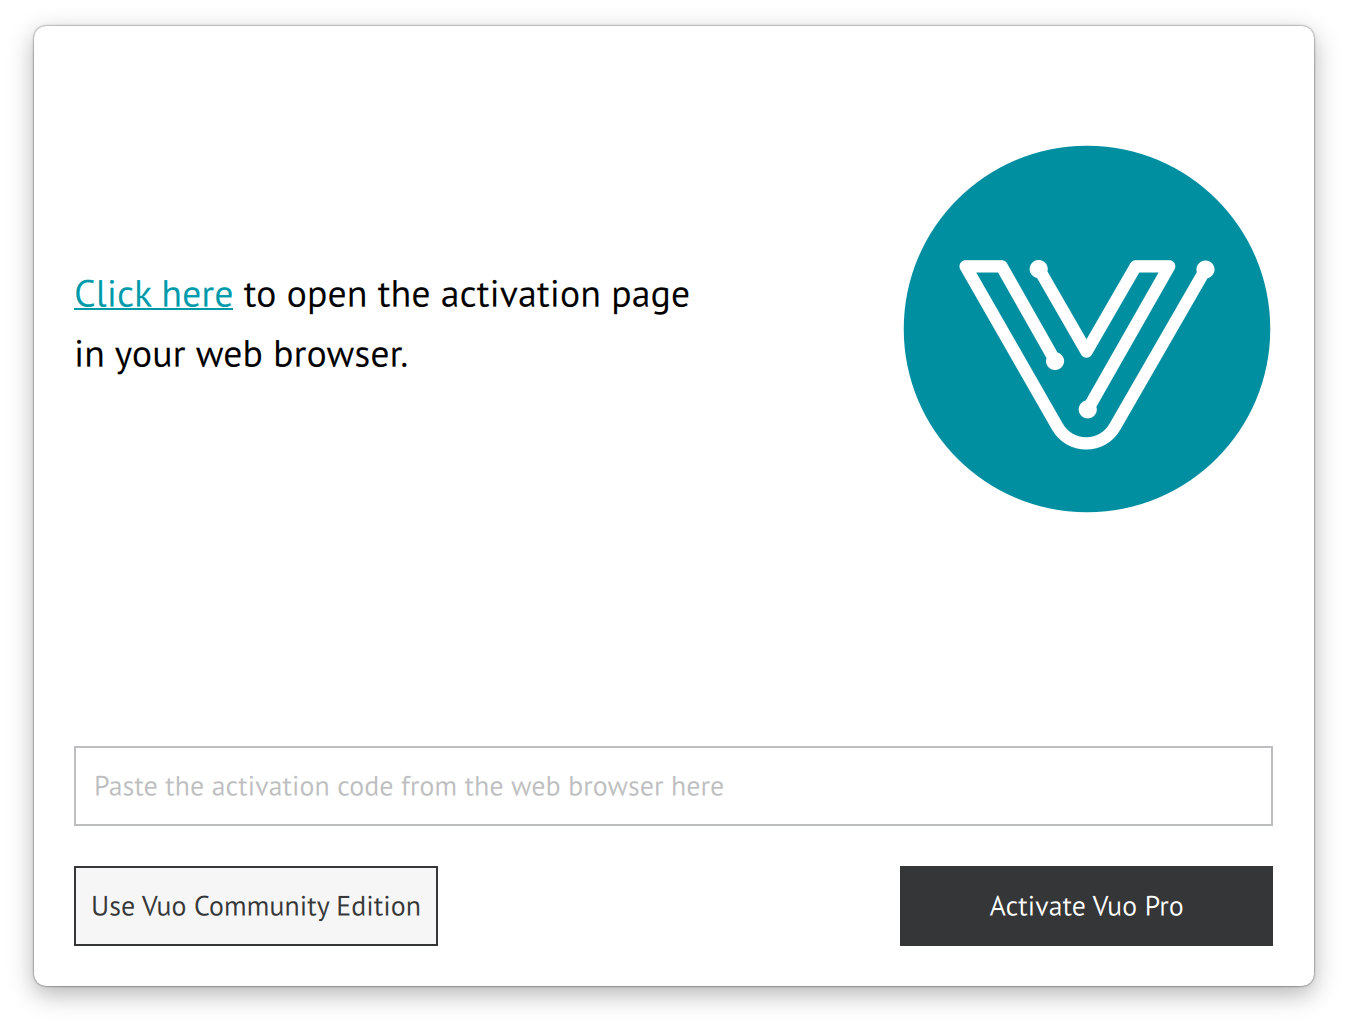 Click here to open the activation page
in your web browser.
Paste the activation code from the web browser here
Use Vuo Community Edition
Activate Vuo Pro